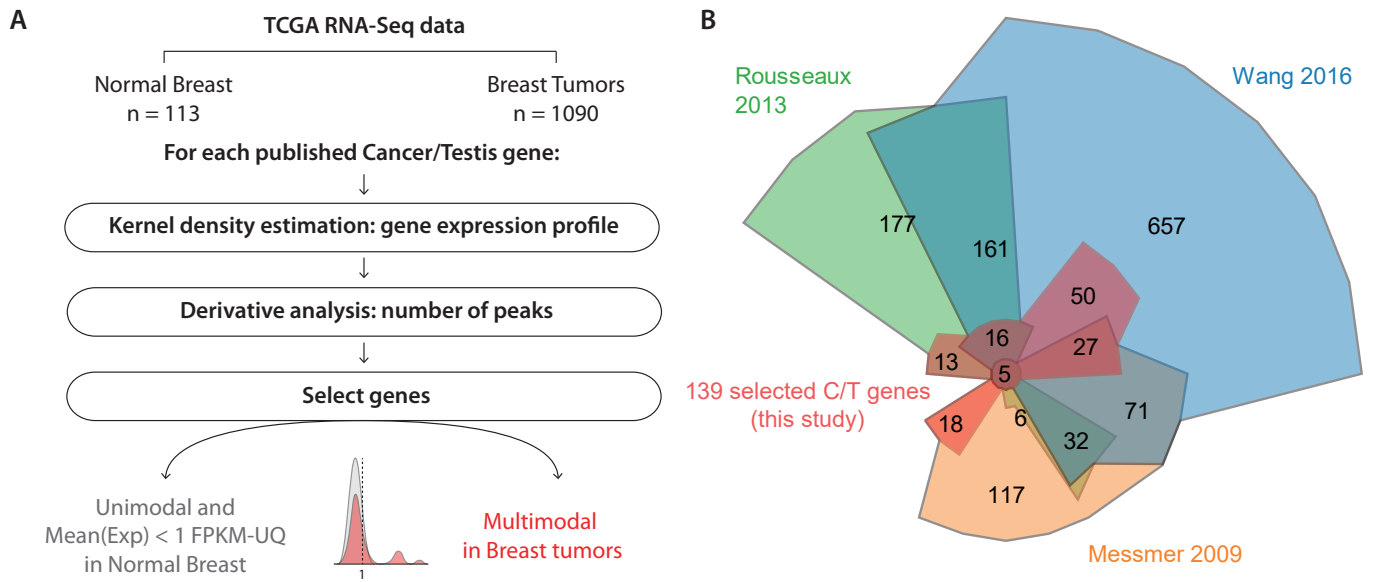 A
TCGA RNA-Seq data
Normal Breast
n = 113
Breast Tumors
n = 1090
For each published Cancer/Testis gene:
Kernel density estimation: gene expression profile
Derivative analysis: number of peaks
Select genes
Unimodal and
Mean(Exp) < 1 FPKM-UQ
in Normal Breast
1
Multimodal
in Breast tumors
B
Rousseaux
2013
Wang 2016
177
161
657
50
16
27
13
5
139 selected C/T genes
(this study)
18
6
71
32
117
Messmer 2009